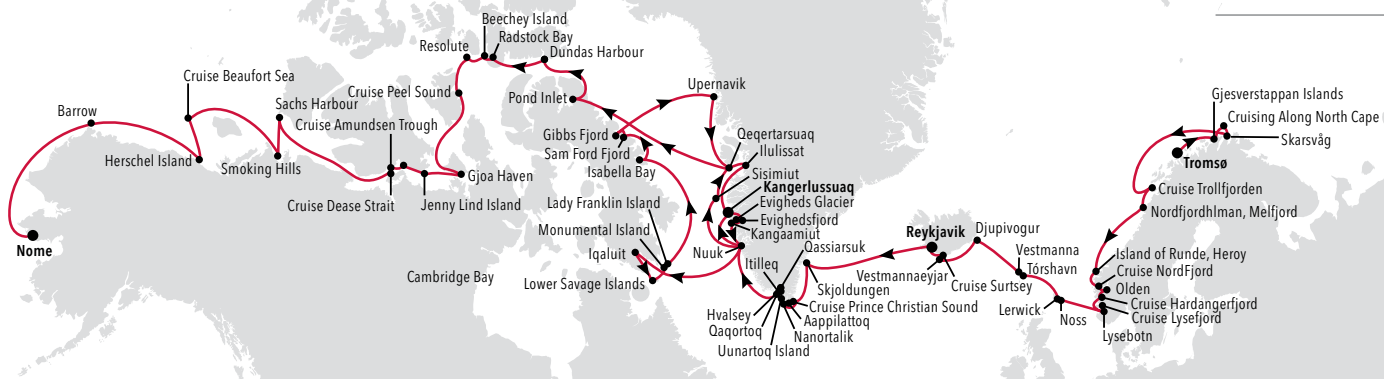 Beechey Island
Radstock Bay
Resolute
Dundas Harbour
Cruise Beaufort Sea
Cruise Peel Sound
Pond Inlet
Upernavik
Sachs Harbour
Barrow
Cruise Amundsen Trough
Gibbs Fjord
Qeqertarsuaq
Sam Ford Fjord
Ilulissat
Herschel Island
Smoking Hills
Isabella Bay
Sisimiut
Gjoa Haven
Kangerlussuaq
Cruise Dease Strait
Jenny Lind Island
Lady Franklin Island
Evigheds Glacier
Evighedsfjord
Monumental Island
Kangaamiut
Nome
Iqaluit
Nuuk
Qassiarsuk
Cambridge Bay
Lower Savage Islands
Itilleq
Skjoldungen
Hvalsey
Cruise Prince Christian Sound
Qaqortoq
Aappilattoq
Nanortalik
Uunartoq Island
Reykjavik
Djupivogur
Vestmannaeyjar
Cruise Surtsey
Vestmanna
Tórshavn
Lerwick
Noss
Gjesverstappan Islands
Cruising Along North Cape
Skarsvåg
Tromsø
Cruise Trollfjorden
Nordfjordhlman, Melfjord
Island of Runde, Heroy
Cruise NordFjord
Olden
Cruise Hardangerfjord
Cruise Lysefjord
Lysebotn